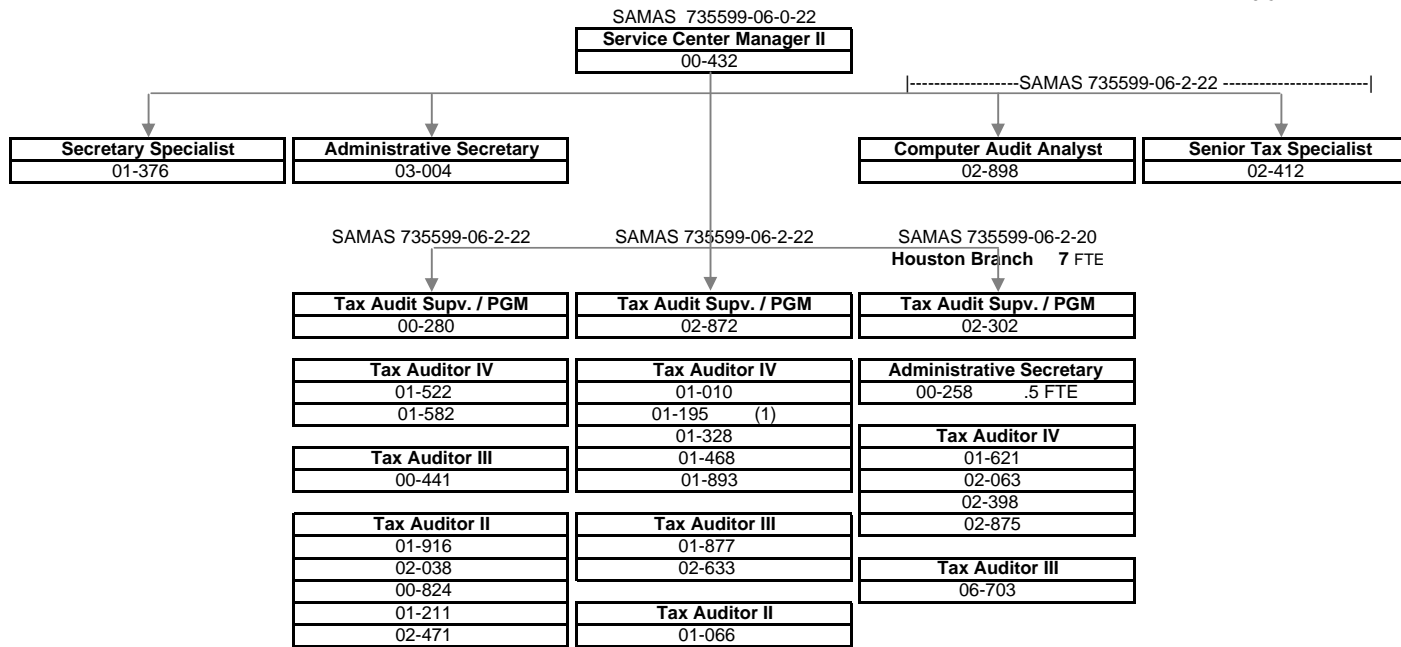 SAMAS 735599-06-0-22
Service Center Manager II
00-432
|------------------SAMAS 735599-06-2-22 ------------------------|
Secretary Specialist
01-376
Administrative Secretary
03-004
Computer Audit Analyst
02-898
Senior Tax Specialist
02-412
SAMAS 735599-06-2-22
Tax Audit Supv. / PGM
00-280
Tax Auditor IV
01-522
01-582
Tax Auditor III
00-441
Tax Auditor II
01-916
02-038
00-824
01-211
02-471
SAMAS 735599-06-2-22
Tax Audit Supv. / PGM
02-872
Tax Auditor IV
01-010
01-195 (1)
01-328
01-468
01-893
Tax Auditor III
01-877
02-633
Tax Auditor II
01-066
SAMAS 735599-06-2-20
Houston Branch 7 FTE
Tax Audit Supv. / PGM
02-302
Administrative Secretary
00-258 .5 FTE
Tax Auditor IV
01-621
02-063
02-398
02-875
Tax Auditor III
06-703